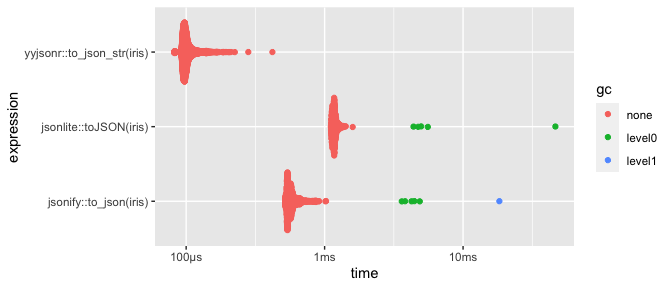 expression
yyjsonr::to_json_str(iris)
jsonlite::toJSON(iris)
jsonify::to_json(iris)
100µs
1ms
10ms
time
gc
none
level0
level1